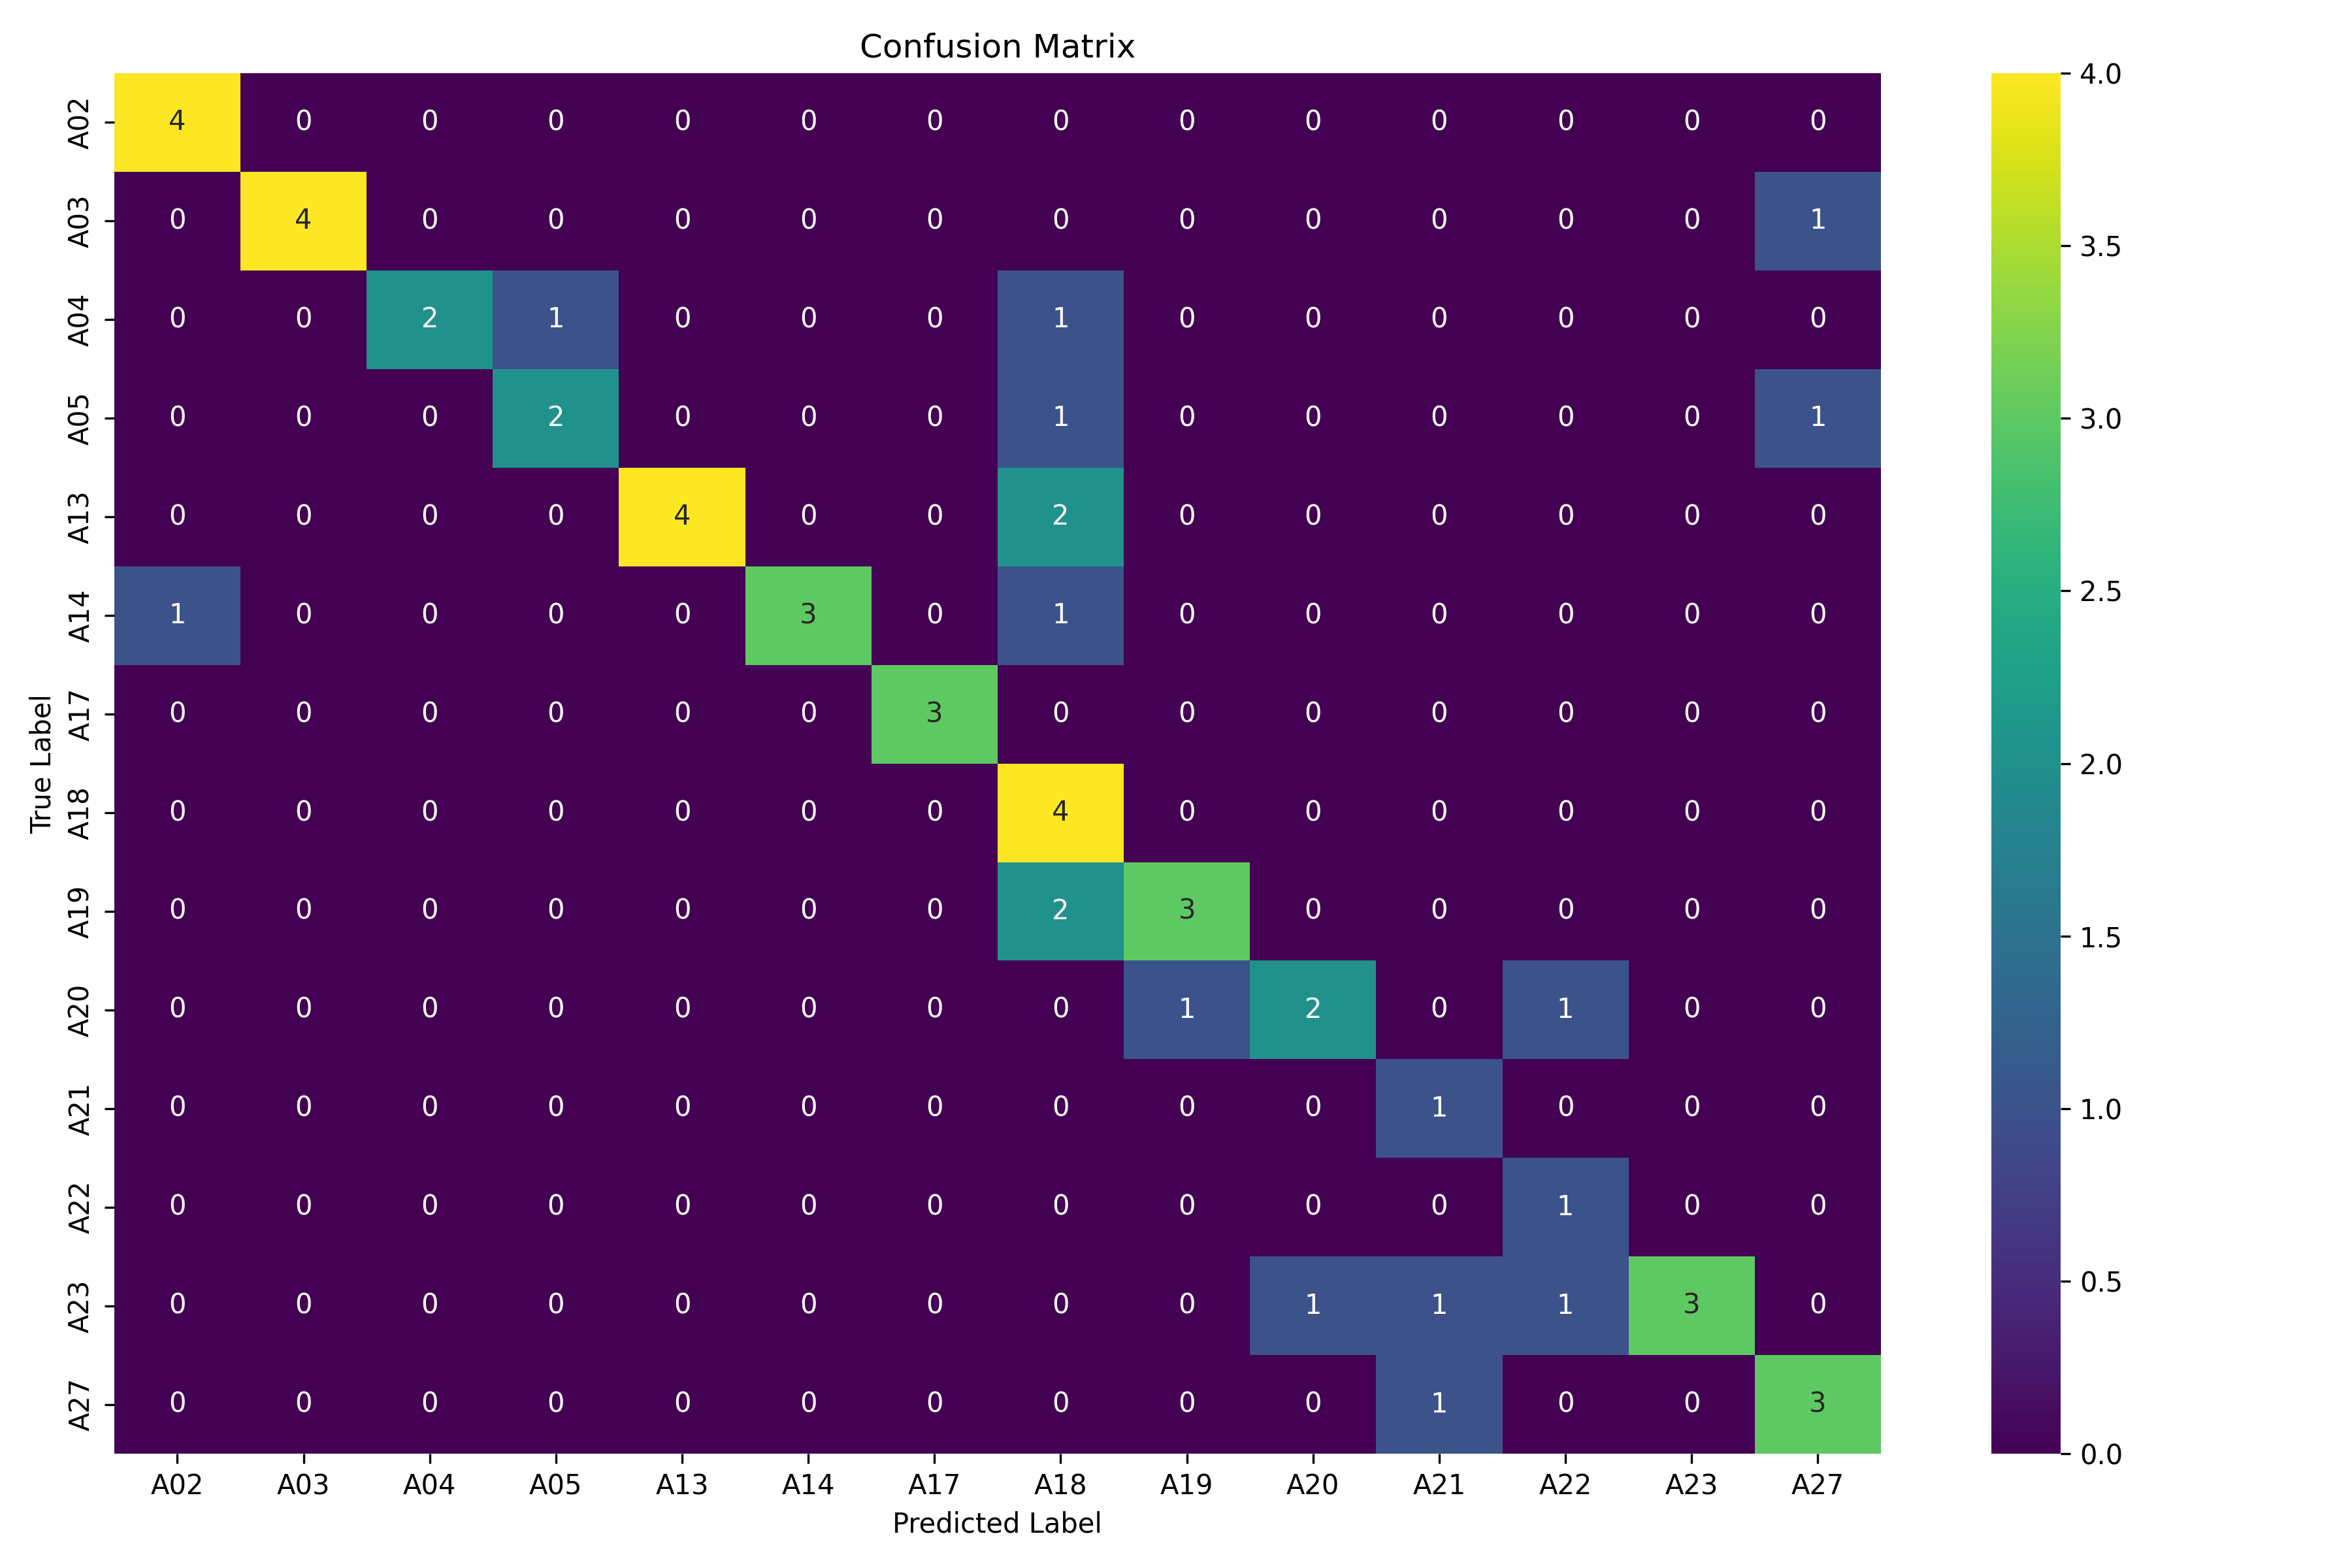 Confusion Matrix
A02 4 0 0 0 0 0 0 0 0 0 0 0 0 0
A03 0 4 0 0 0 0 0 0 0 0 0 0 0 1
A04 0 0 2 1 0 0 0 1 0 0 0 0 0 0
A05 0 0 0 2 0 0 0 1 0 0 0 0 0 1
A13 0 0 0 0 4 0 0 2 0 0 0 0 0 0
A14 1 0 0 0 0 3 0 1 0 0 0 0 0 0
A17 0 0 0 0 0 0 3 0 0 0 0 0 0 0
A18 0 0 0 0 0 0 0 4 0 0 0 0 0 0
A19 0 0 0 0 0 0 0 2 3 0 0 0 0 0
A20 0 0 0 0 0 0 0 0 1 2 0 1 0 0
A21 0 0 0 0 0 0 0 0 0 0 1 0 0 0
A22 0 0 0 0 0 0 0 0 0 0 0 1 0 0
A23 0 0 0 0 0 0 0 0 0 1 1 1 3 0
A27 0 0 0 0 0 0 0 0 0 0 1 0 0 3
A02 A03 A04 A05 A13 A14 A17 A18 A19 A20 A21 A22 A23 A27
Predicted Label
True Label
4.0
3.5
3.0
2.5
2.0
1.5
1.0
0.5
0.0